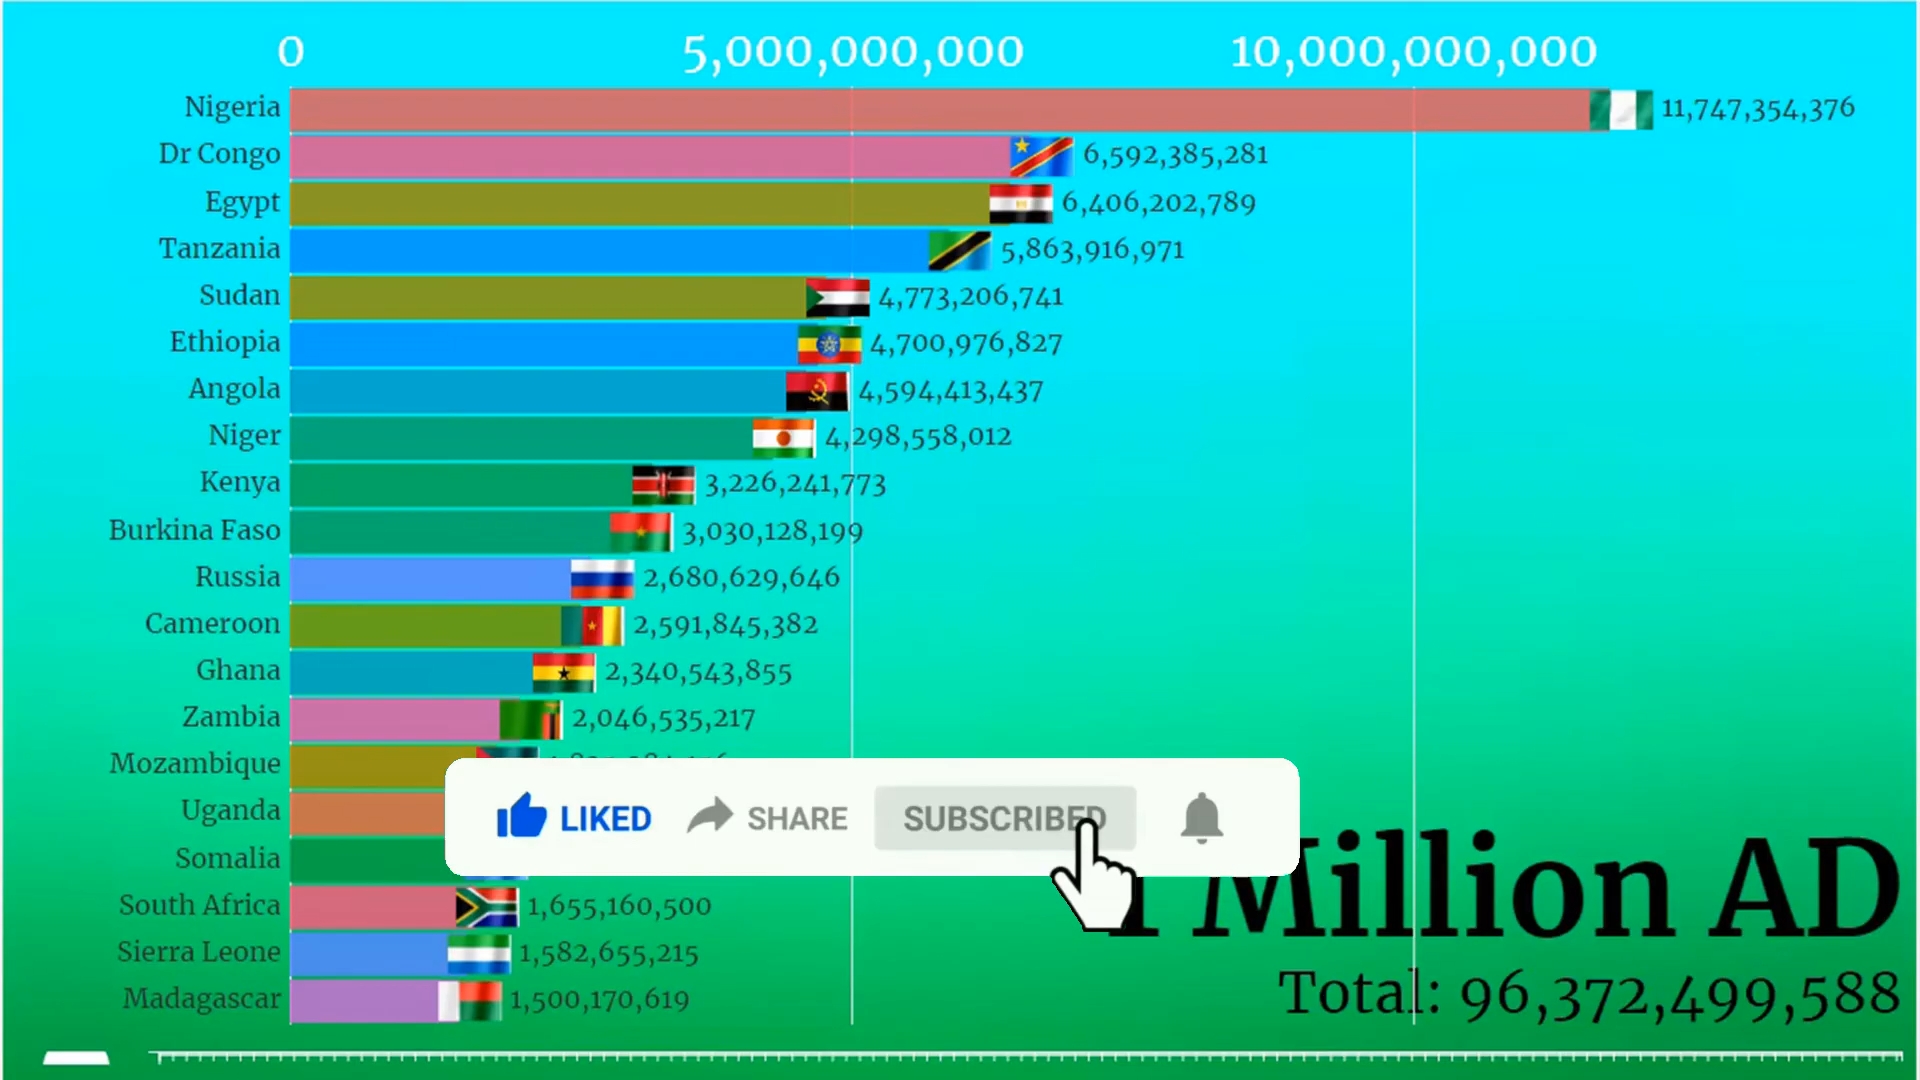 0 5,000,000,000 10,000,000,000
Nigeria 11,747,354,376
Dr Congo 6,592,385,281
Egypt 6,406,202,789
Tanzania 5,863,916,971
Sudan 4,773,206,741
Ethiopia 4,700,976,827
Angola 4,594,413,437
Niger 4,298,558,012
Kenya 3,226,241,773
Burkina Faso 3,030,128,199
Russia 2,680,629,646
Cameroon 2,591,845,382
Ghana 2,340,543,855
Zambia 2,046,535,217
Mozambique
Uganda
LIKED SHARE SUBSCRIBED
Somalia
South Africa 1,655,160,500
Million AD
Sierra Leone 1,582,655,215
Madagascar 1,500,170,619
Total: 96,372,499,588